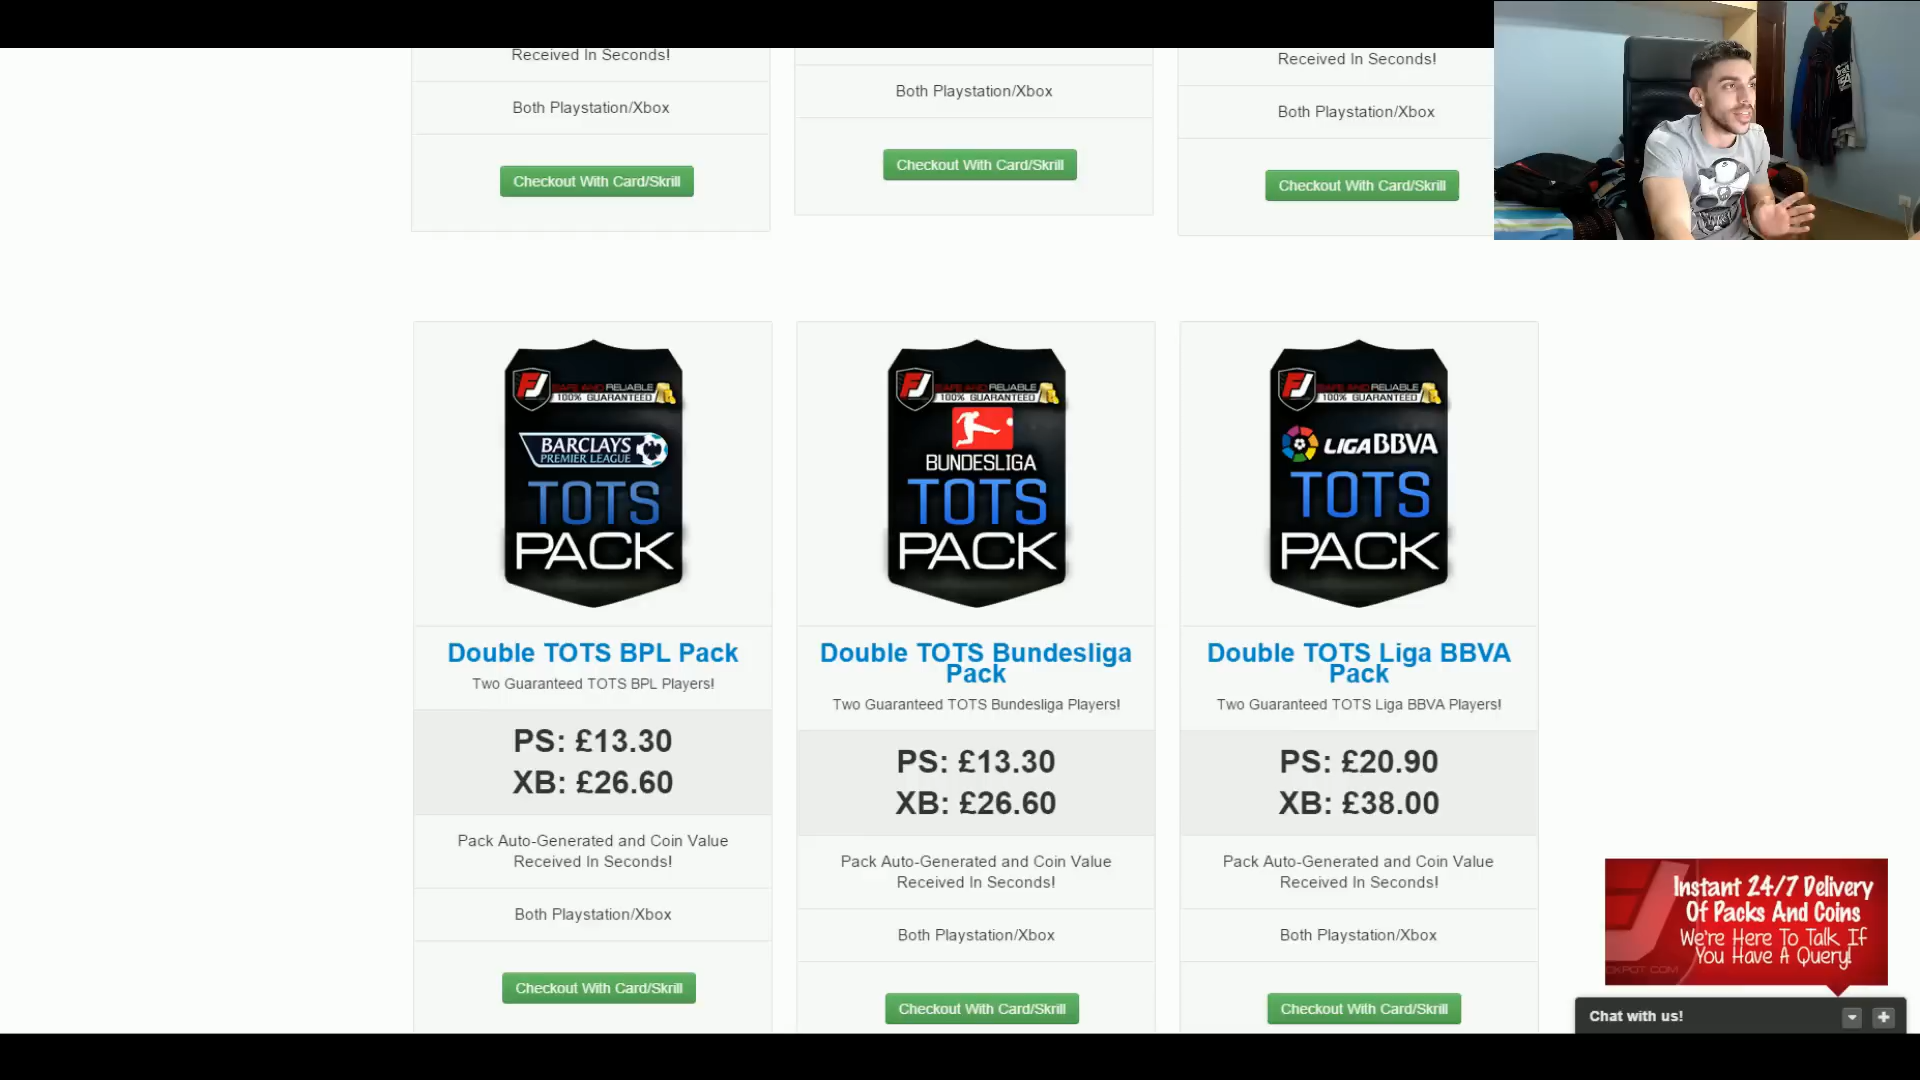 Received In Seconds!
Both Playstation/Xbox
Checkout With Card/Skrill
Both Playstation/Xbox
Checkout With Card/Skrill
Received In Seconds!
Both Playstation/Xbox
Checkout With Card/Skrill
FJ SAFE AND RELIABLE
100% GUARANTEED
BARCLAYS
PREMIER LEAGUE
TOTS
PACK
Double TOTS BPL Pack
Two Guaranteed TOTS BPL Players!
PS: £13.30
XB: £26.60
Pack Auto-Generated and Coin Value
Received In Seconds!
Both Playstation/Xbox
Checkout With Card/Skrill
FJ SAFE AND RELIABLE
100% GUARANTEED
BUNDESLIGA
TOTS
PACK
Double TOTS Bundesliga
Pack
Two Guaranteed TOTS Bundesliga Players!
PS: £13.30
XB: £26.60
Pack Auto-Generated and Coin Value
Received In Seconds!
Both Playstation/Xbox
Checkout With Card/Skrill
FJ SAFE AND RELIABLE
100% GUARANTEED
LIGA BBVA
TOTS
PACK
Double TOTS Liga BBVA
Pack
Two Guaranteed TOTS Liga BBVA Players!
PS: £20.90
XB: £38.00
Pack Auto-Generated and Coin Value
Received In Seconds!
Both Playstation/Xbox
Checkout With Card/Skrill
Instant 24/7 Delivery
Of Packs And Coins
We're Here To Talk If
You Have A Query!
CKPOT.COM
Chat with us!